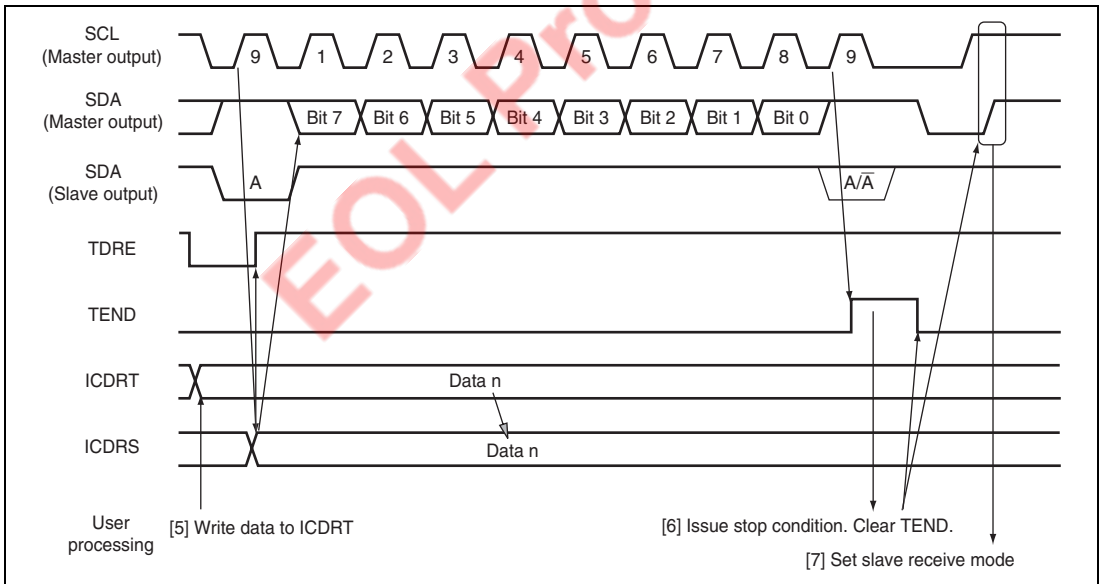 SCL
(Master output)
9 1 2 3 4 5 6 7 8 9
SDA
(Master output)
Bit 7 Bit 6 Bit 5 Bit 4 Bit 3 Bit 2 Bit 1 Bit 0
SDA
(Slave output)
A A/A̅
TDRE
TEND
ICDRT
Data n
ICDRS
Data n
User
processing
[5] Write data to ICDRT
[6] Issue stop condition. Clear TEND.
[7] Set slave receive mode
EOL Pro